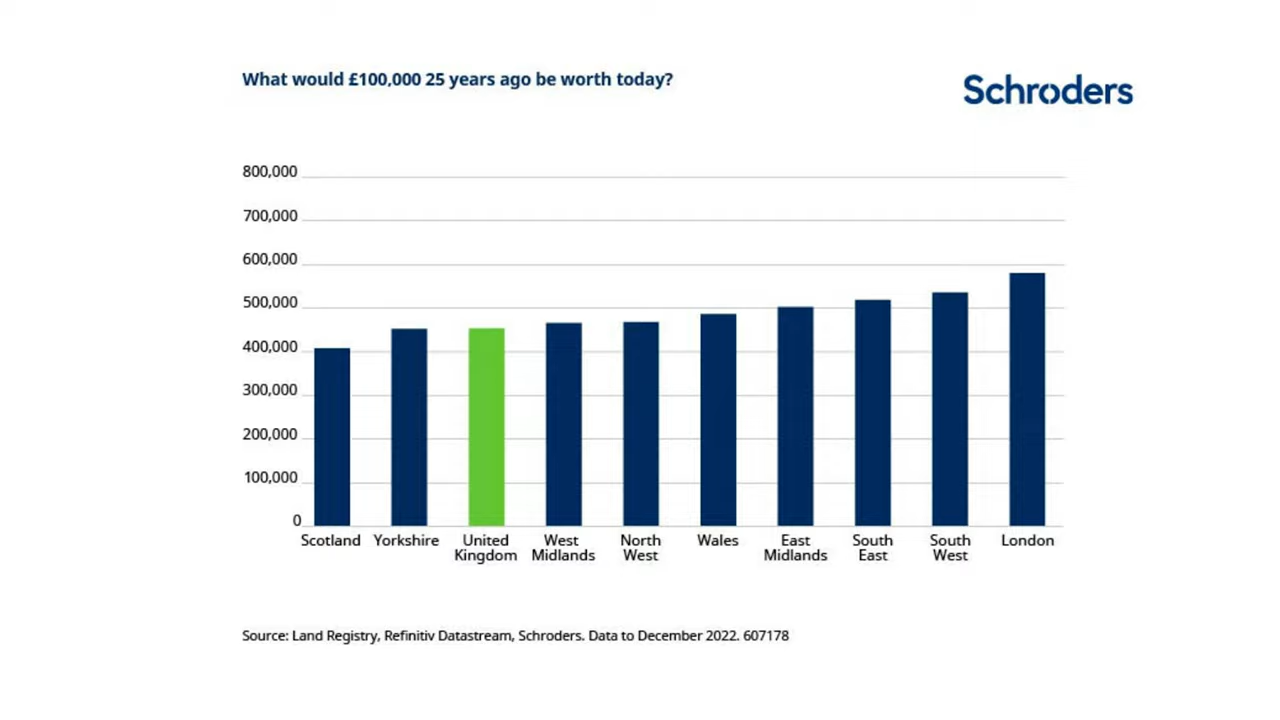 What would £100,000 25 years ago be worth today?
Schroders
800,000
700,000
600,000
500,000
400,000
300,000
200,000
100,000
0
Scotland Yorkshire United Kingdom West Midlands North West Wales East Midlands South East South West London
Source: Land Registry, Refinitiv Datastream, Schroders. Data to December 2022. 607178